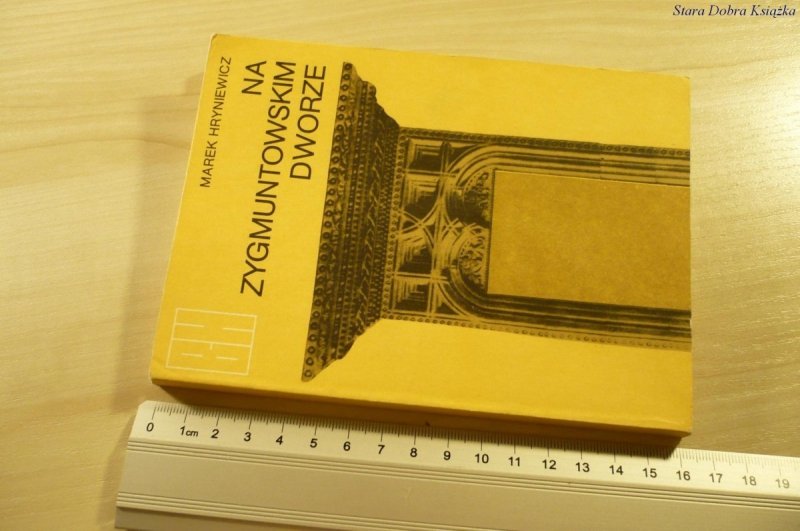 Stara Dobra Książka
MAREK HRYNIEWICZ
NA
ZYGMUNTOWSKIM
DWORZE
BH
0 1cm 2 3 4 5 6 7 8 9 10 11 12 13 14 15 16 17 18 19